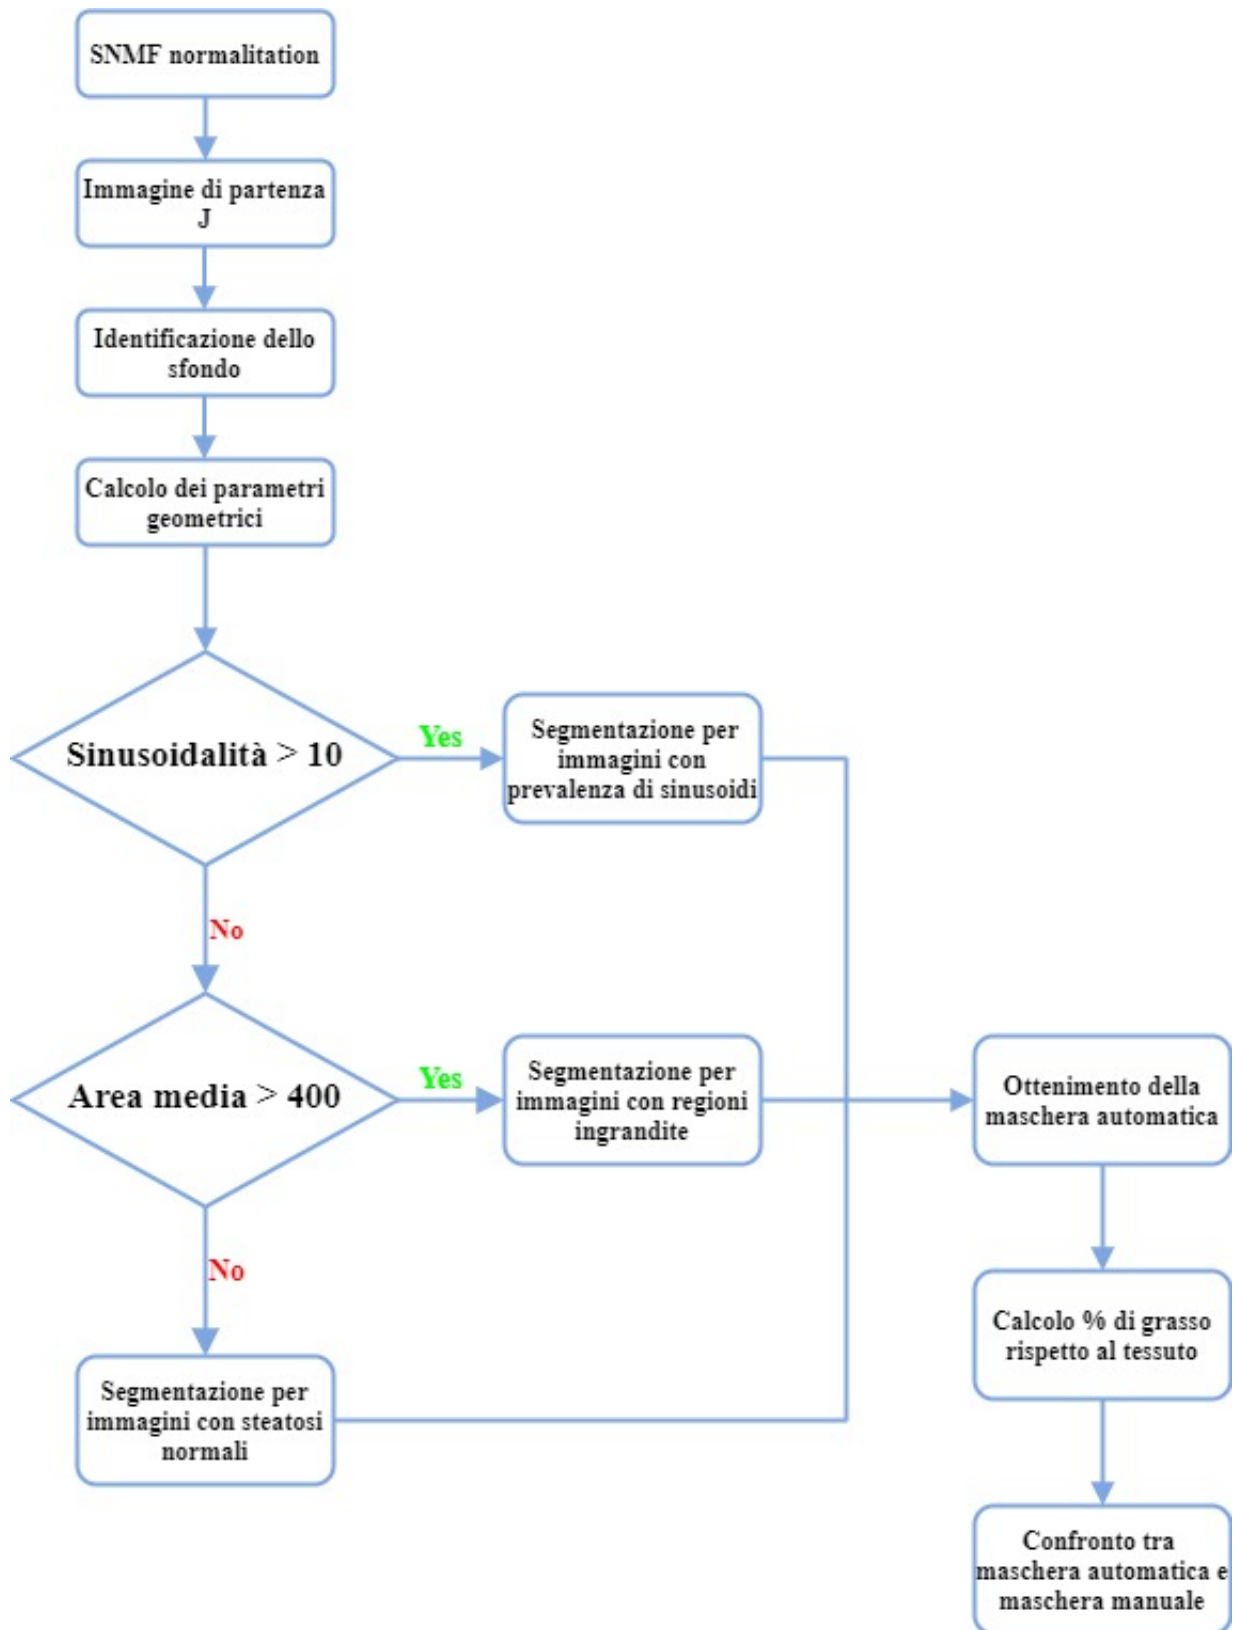 SNMF normalitation
Immagine di partenza
J
Identificazione dello
sfondo
Calcolo dei parametri
geometrici
Sinusoidalità > 10
Yes
Segmentazione per
immagini con
prevalenza di sinusoidi
No
Area media > 400
Yes
Segmentazione per
immagini con regioni
ingrandite
No
Segmentazione per
immagini con steatosi
normali
Ottenimento della
maschera automatica
Calcolo % di grasso
rispetto al tessuto
Confronto tra
maschera automatica e
maschera manuale